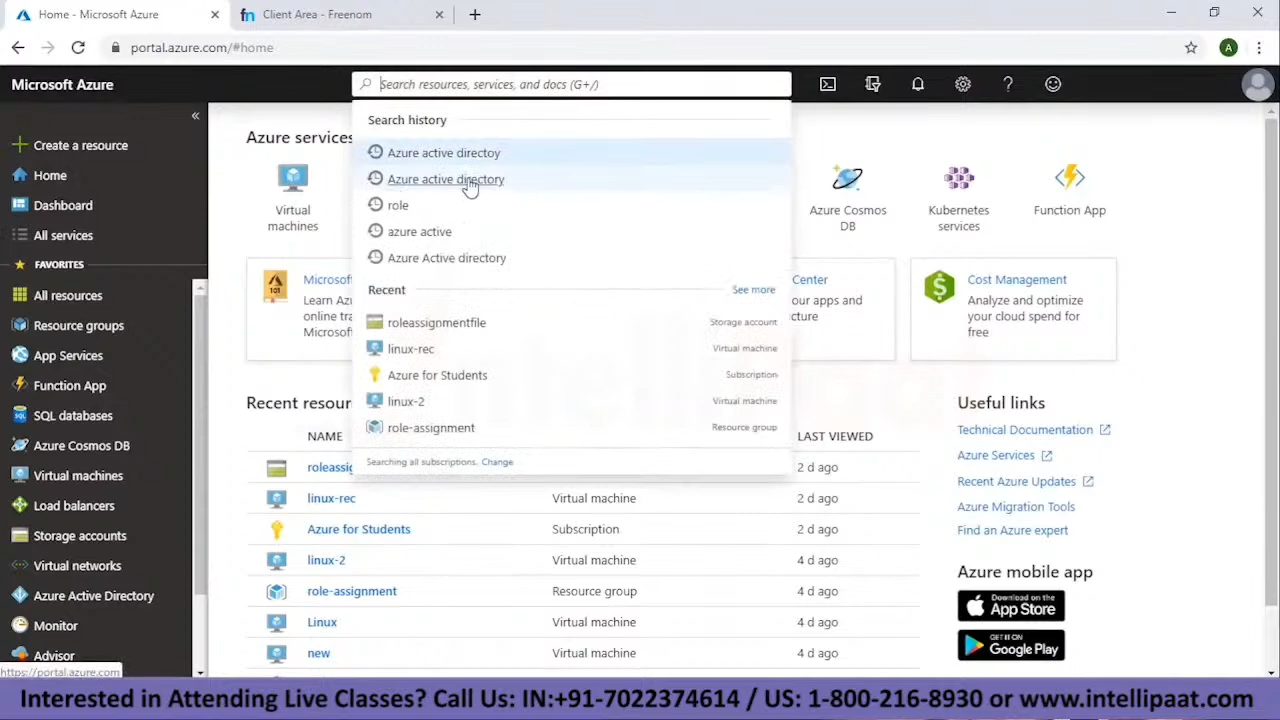 Home - Microsoft Azure
Client Area - Freenom
portal.azure.com/#home
A
Microsoft Azure
Search resources, services, and docs (G+/)
Create a resource
Home
Dashboard
All services
FAVORITES
All resources
Resource groups
App Services
Function App
SQL databases
Azure Cosmos DB
Virtual machines
Load balancers
Storage accounts
Virtual networks
Azure Active Directory
Monitor
Advisor
https://portal.azure.com
Search history
Azure active directoy
Azure active directory
role
azure active
Azure Active directory
Recent
See more
roleassignmentfile
Storage account
linux-rec
Virtual machine
Azure for Students
Subscription
linux-2
Virtual machine
role-assignment
Resource group
Searching all subscriptions. Change
Azure services
Virtual
machines
Azure Cosmos
DB
Kubernetes
services
Function App
101
Microsof
Learn Az
online tra
Microsof
Center
our apps and
cture
Cost Management
Analyze and optimize
your cloud spend for
free
Recent resour
NAME
LAST VIEWED
roleassig
2 d ago
linux-rec
Virtual machine
2 d ago
Azure for Students
Subscription
2 d ago
linux-2
Virtual machine
4 d ago
role-assignment
Resource group
4 d ago
Linux
Virtual machine
4 d ago
new
Virtual machine
4 d ago
Useful links
Technical Documentation
Azure Services
Recent Azure Updates
Azure Migration Tools
Find an Azure expert
Azure mobile app
Download on the
App Store
GET IT ON
Google Play
Interested in Attending Live Classes? Call Us: IN:+91-7022374614 / US: 1-800-216-8930 or www.intellipaat.com